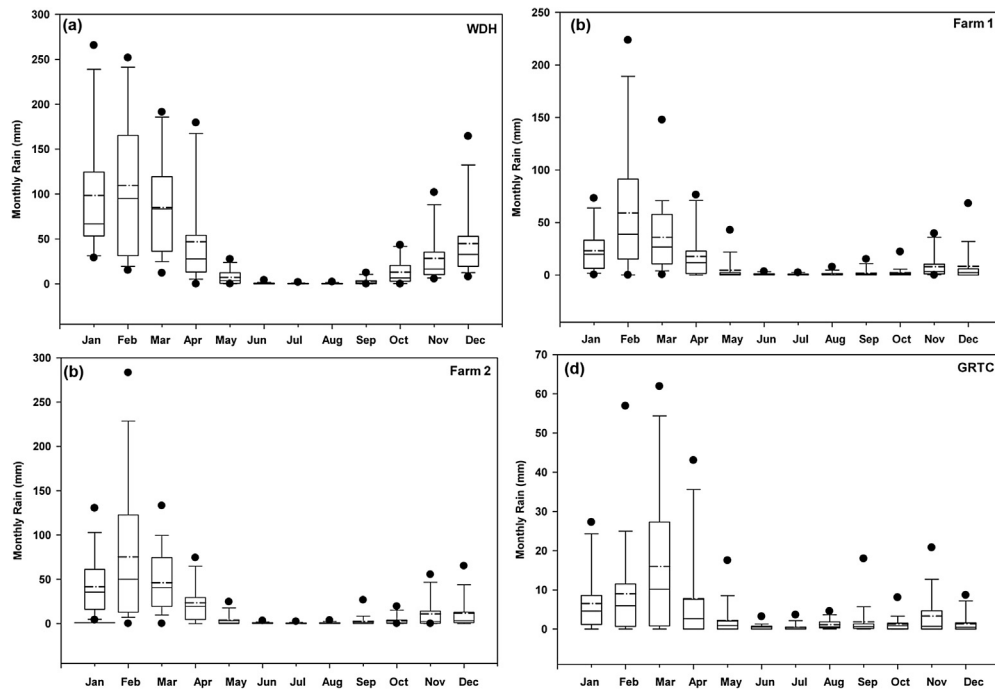 (a)
WDH
Monthly Rain (mm)
300
250
200
150
100
50
0
Jan Feb Mar Apr May Jun Jul Aug Sep Oct Nov Dec
(b)
Farm 1
Monthly Rain (mm)
250
200
150
100
50
0
Jan Feb Mar Apr May Jun Jul Aug Sep Oct Nov Dec
(b)
Farm 2
Monthly Rain (mm)
300
250
200
150
100
50
0
Jan Feb Mar Apr May Jun Jul Aug Sep Oct Nov Dec
(d)
GRTC
Monthly Rain (mm)
70
60
50
40
30
20
10
0
Jan Feb Mar Apr May Jun Jul Aug Sep Oct Nov Dec